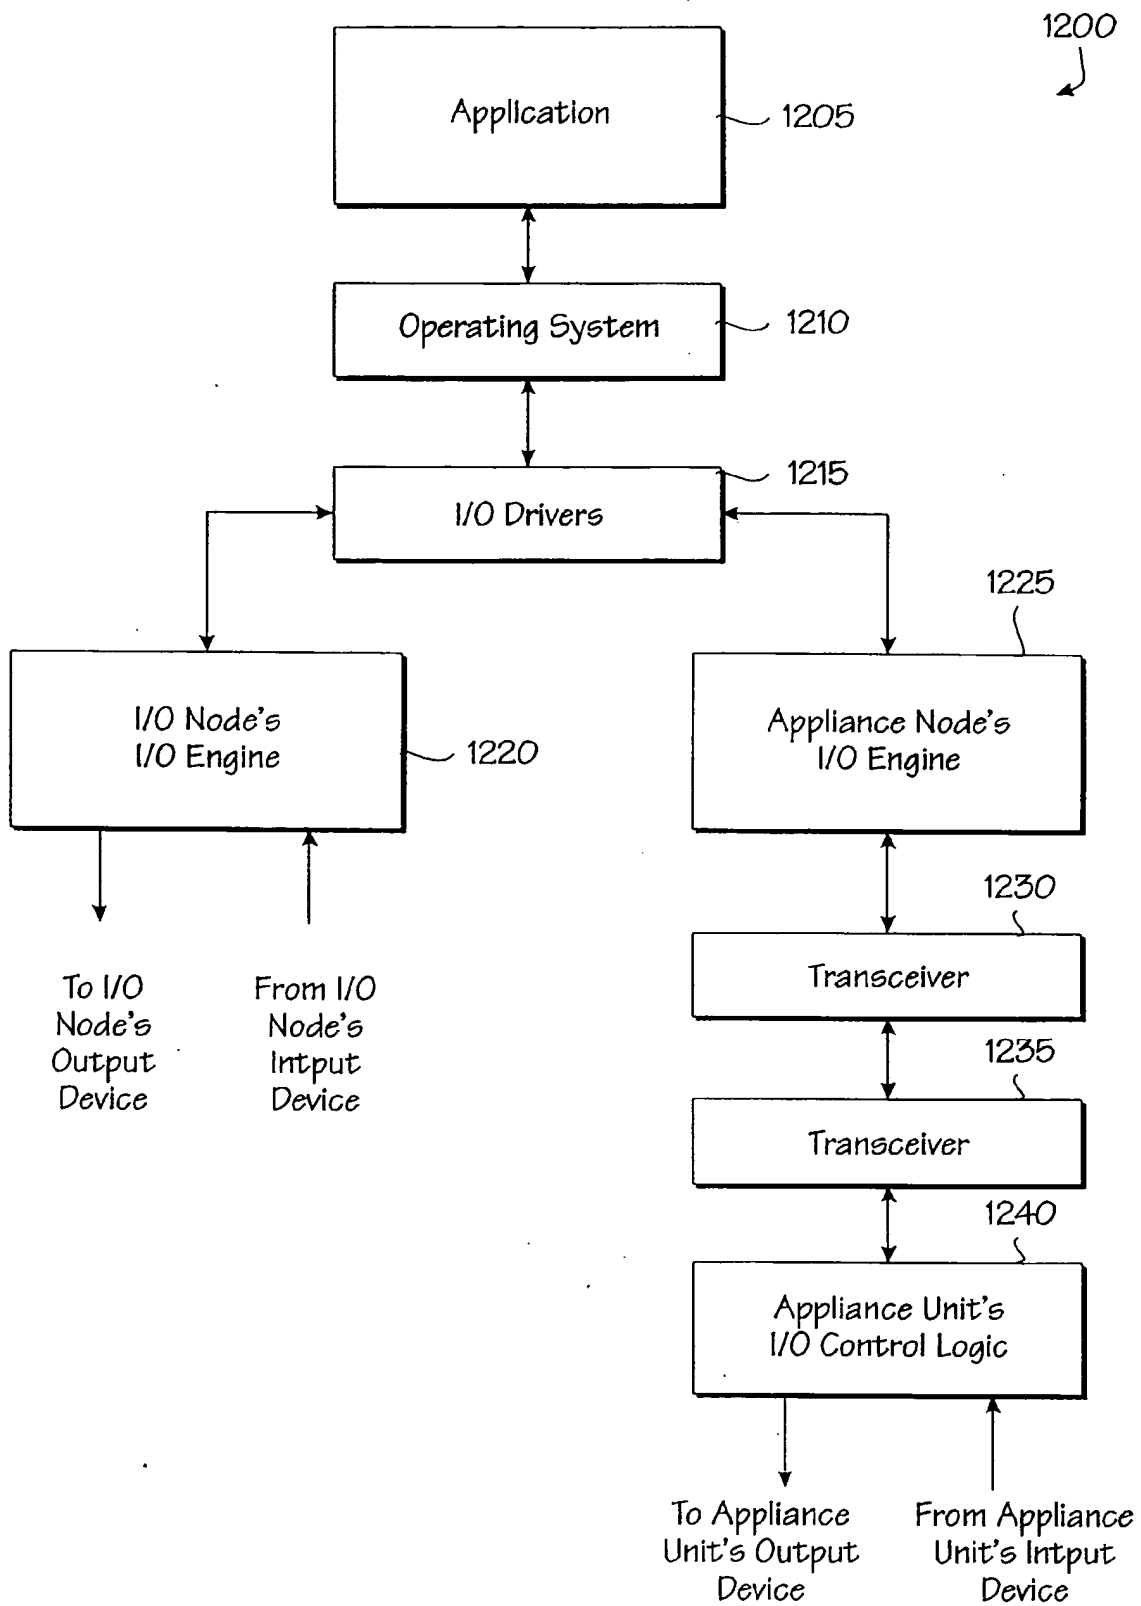 1200
Application
1205
Operating System
1210
1215
I/O Drivers
1225
I/O Node's
I/O Engine
1220
Appliance Node's
I/O Engine
1230
Transceiver
To I/O
Node's
Output
Device
From I/O
Node's
Intput
Device
1235
Transceiver
1240
Appliance Unit's
I/O Control Logic
To Appliance
Unit's Output
Device
From Appliance
Unit's Intput
Device